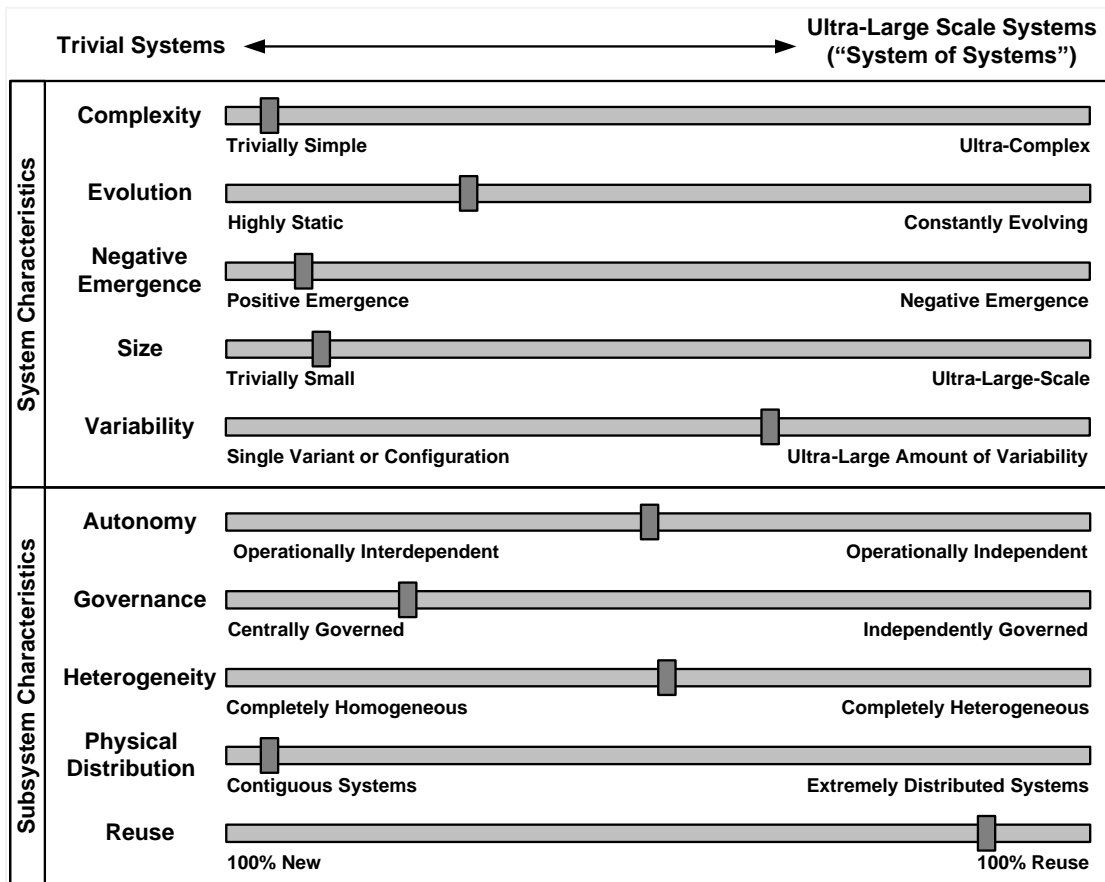 Trivial Systems
Ultra-Large Scale Systems
(“System of Systems”)
System Characteristics
Complexity
Trivially Simple
Ultra-Complex
Evolution
Highly Static
Constantly Evolving
Negative
Emergence
Positive Emergence
Negative Emergence
Size
Trivially Small
Ultra-Large-Scale
Variability
Single Variant or Configuration
Ultra-Large Amount of Variability
Subsystem Characteristics
Autonomy
Operationally Interdependent
Operationally Independent
Governance
Centrally Governed
Independently Governed
Heterogeneity
Completely Homogeneous
Completely Heterogeneous
Physical
Distribution
Contiguous Systems
Extremely Distributed Systems
Reuse
100% New
100% Reuse